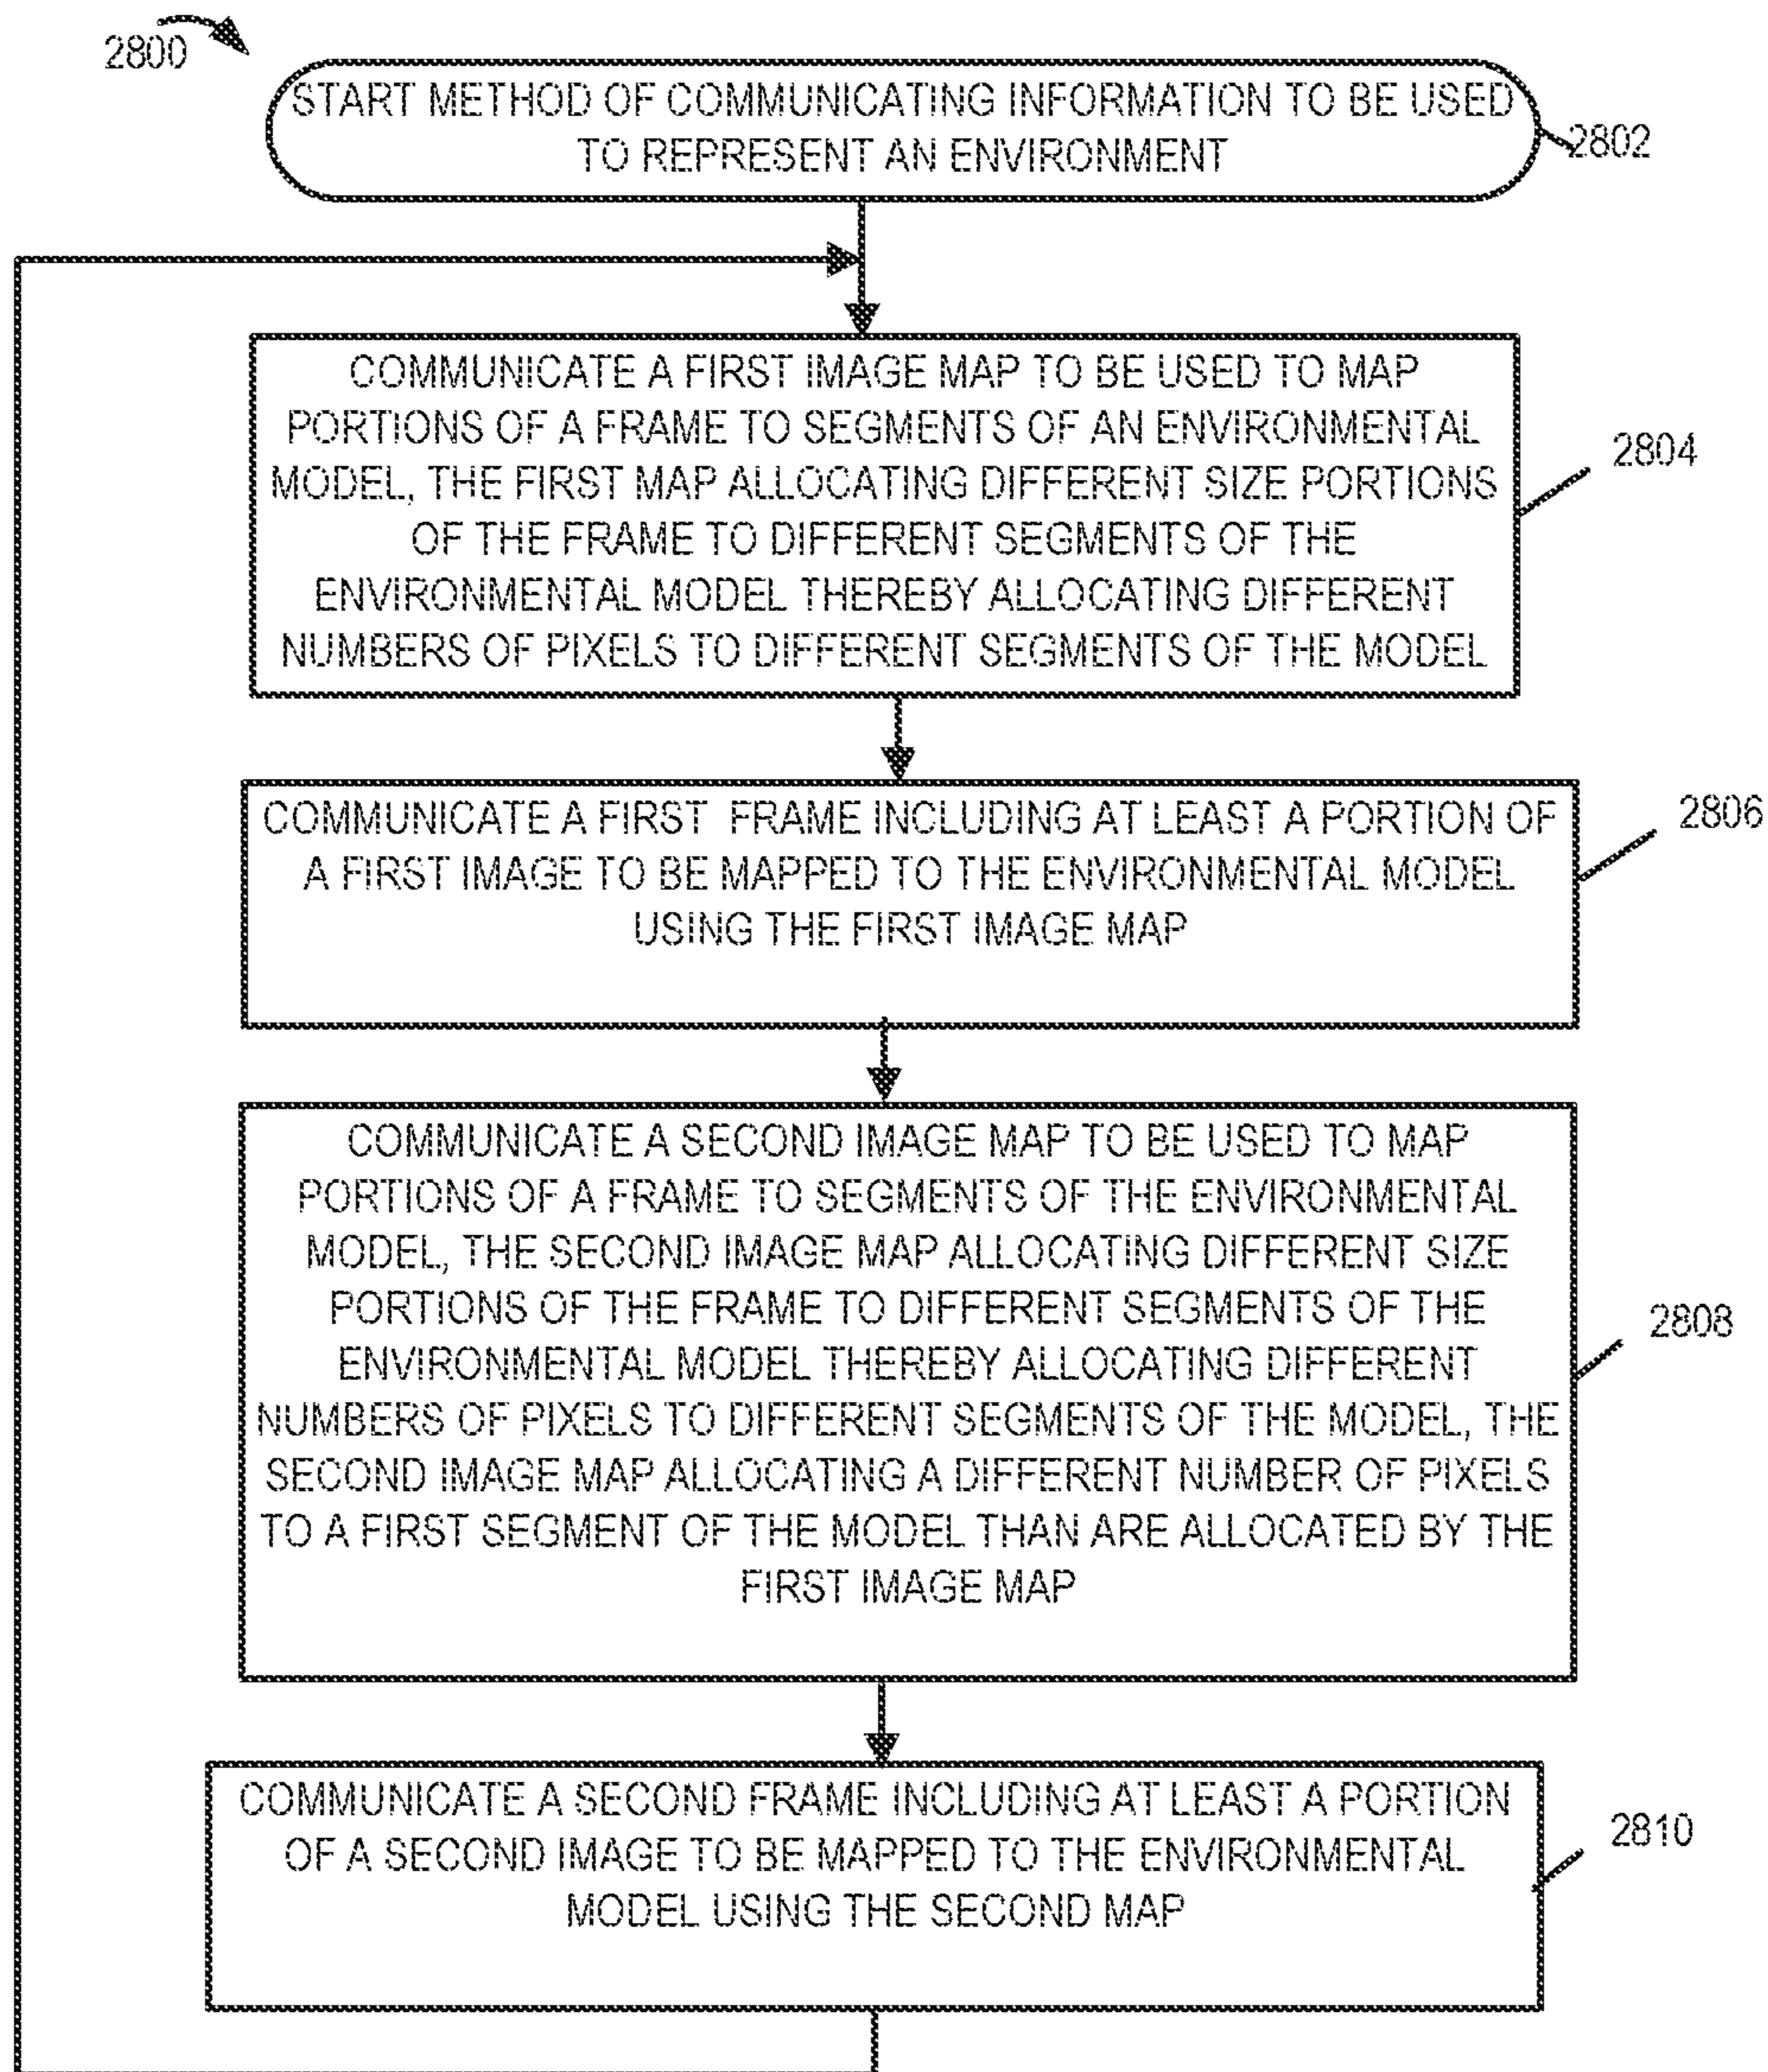 2800
START METHOD OF COMMUNICATING INFORMATION TO BE USED
TO REPRESENT AN ENVIRONMENT
2802
COMMUNICATE A FIRST IMAGE MAP TO BE USED TO MAP
PORTIONS OF A FRAME TO SEGMENTS OF AN ENVIRONMENTAL
MODEL, THE FIRST MAP ALLOCATING DIFFERENT SIZE PORTIONS
OF THE FRAME TO DIFFERENT SEGMENTS OF THE
ENVIRONMENTAL MODEL THEREBY ALLOCATING DIFFERENT
NUMBERS OF PIXELS TO DIFFERENT SEGMENTS OF THE MODEL
2804
COMMUNICATE A FIRST FRAME INCLUDING AT LEAST A PORTION OF
A FIRST IMAGE TO BE MAPPED TO THE ENVIRONMENTAL MODEL
USING THE FIRST IMAGE MAP
2806
COMMUNICATE A SECOND IMAGE MAP TO BE USED TO MAP
PORTIONS OF A FRAME TO SEGMENTS OF THE ENVIRONMENTAL
MODEL, THE SECOND IMAGE MAP ALLOCATING DIFFERENT SIZE
PORTIONS OF THE FRAME TO DIFFERENT SEGMENTS OF THE
ENVIRONMENTAL MODEL THEREBY ALLOCATING DIFFERENT
NUMBERS OF PIXELS TO DIFFERENT SEGMENTS OF THE MODEL, THE
SECOND IMAGE MAP ALLOCATING A DIFFERENT NUMBER OF PIXELS
TO A FIRST SEGMENT OF THE MODEL THAN ARE ALLOCATED BY THE
FIRST IMAGE MAP
2808
COMMUNICATE A SECOND FRAME INCLUDING AT LEAST A PORTION
OF A SECOND IMAGE TO BE MAPPED TO THE ENVIRONMENTAL
MODEL USING THE SECOND MAP
2810